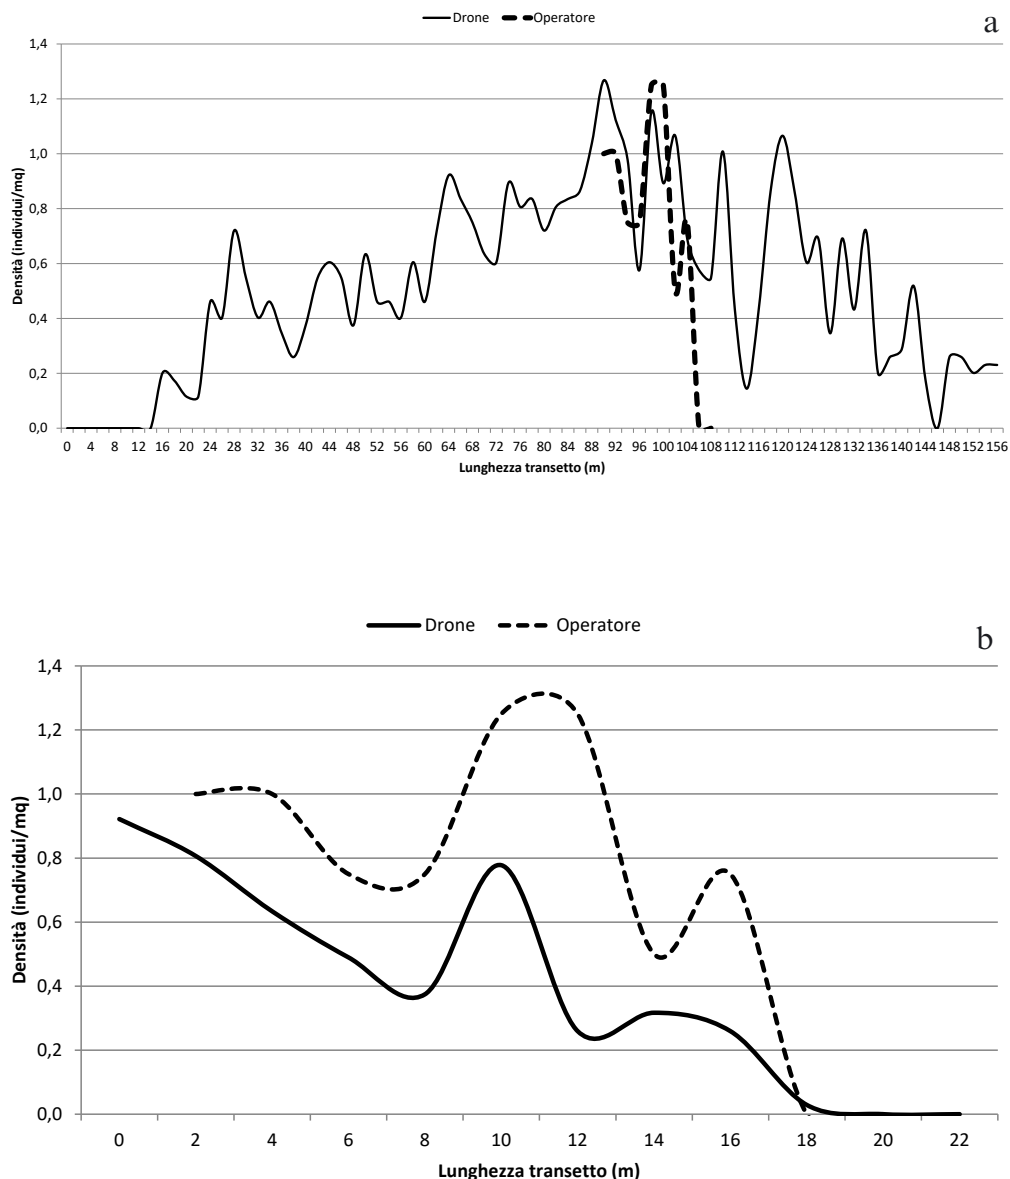 Drone Operatore
a
1,4
1,2
1,0
0,8
0,6
0,4
0,2
0,0
Densità (individui/mq)
0 4 8 12 16 20 24 28 32 36 40 44 48 52 56 60 64 68 72 76 80 84 88 92 96 100 104 108 112 116 120 124 128 132 136 140 144 148 152 156
Lunghezza transetto (m)
Drone Operatore
b
1,4
1,2
1,0
0,8
0,6
0,4
0,2
0,0
Densità (individui/mq)
0 2 4 6 8 10 12 14 16 18 20 22
Lunghezza transetto (m)